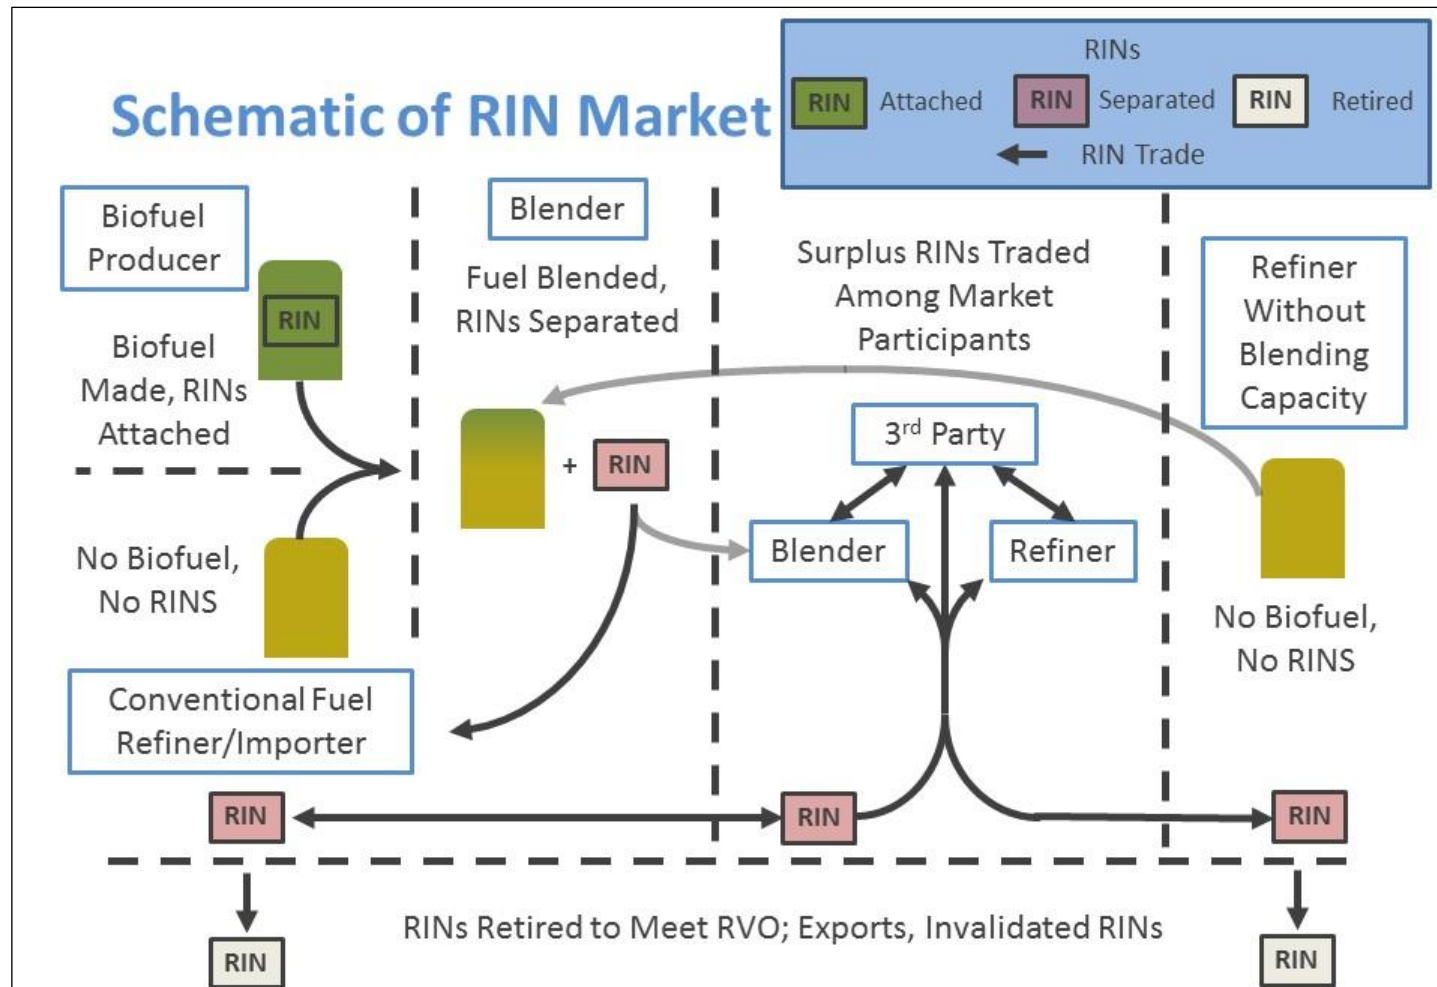 Schematic of RIN Market
RINs
RIN Attached
RIN Separated
RIN Retired
RIN Trade
Biofuel
Producer
RIN
Biofuel
Made, RINs
Attached
No Biofuel,
No RINS
Conventional Fuel
Refiner/Importer
Blender
Fuel Blended,
RINs Separated
+ RIN
Surplus RINs Traded
Among Market
Participants
3rd Party
Blender
Refiner
Refiner
Without
Blending
Capacity
No Biofuel,
No RINS
RIN
RIN
RIN
RINs Retired to Meet RVO; Exports, Invalidated RINs
RIN
RIN